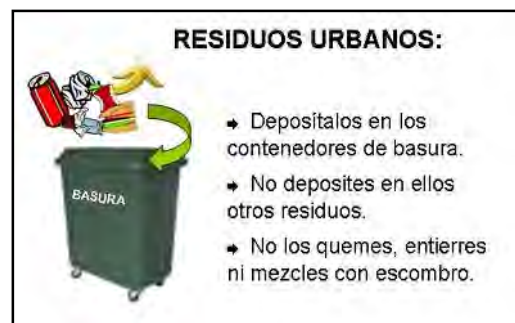 RESIDUOS URBANOS:
➔ Deposítalos en los
contenedores de basura.
➔ No deposites en ellos
otros residuos.
➔ No los quemes, entierres
ni mezcles con escombro.
BASURA